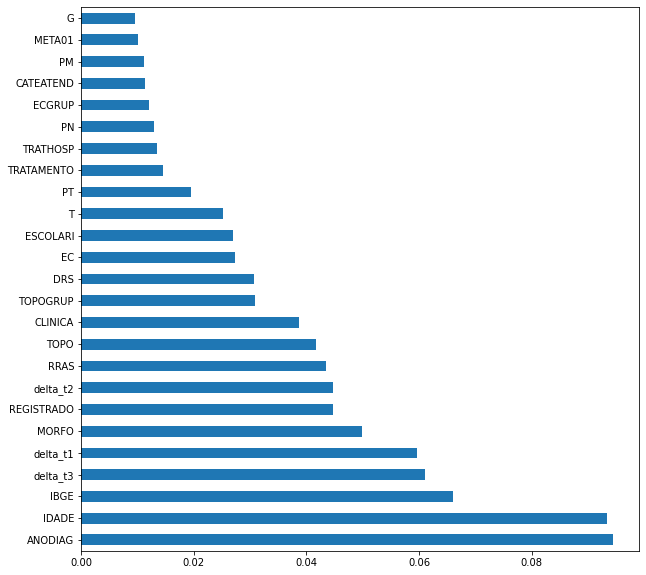 G
META01
PM
CATEATEND
ECGRUP
PN
TRATHOSP
TRATAMENTO
PT
T
ESCOLARI
EC
DRS
TOPOGRUP
CLINICA
TOPO
RRAS
delta_t2
REGISTRADO
MORFO
delta_t1
delta_t3
IBGE
IDADE
ANODIAG
0.00 0.02 0.04 0.06 0.08